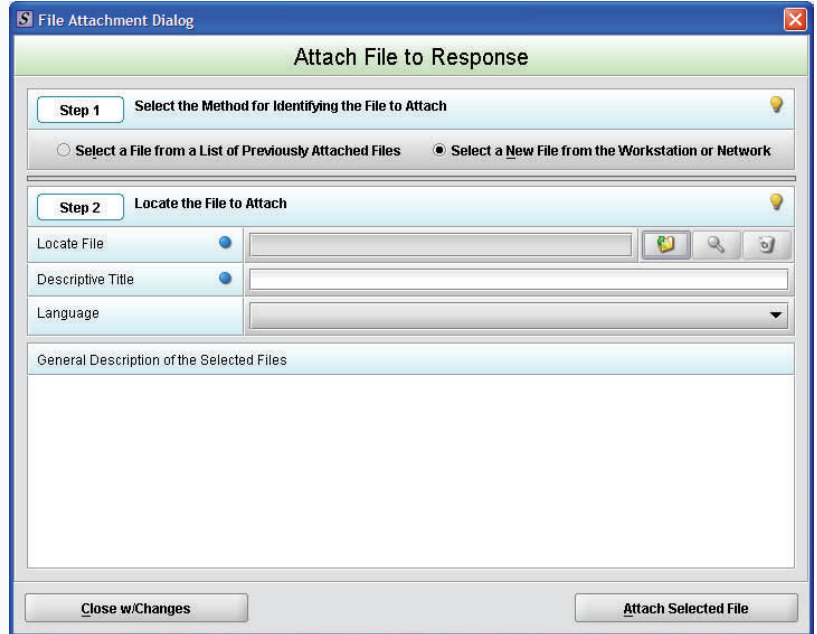 S File Attachment Dialog
Attach File to Response
Step 1 Select the Method for Identifying the File to Attach
Select a File from a List of Previously Attached Files Select a New File from the Workstation or Network
Step 2 Locate the File to Attach
Locate File
Descriptive Title
Language
General Description of the Selected Files
Close w/Changes Attach Selected File